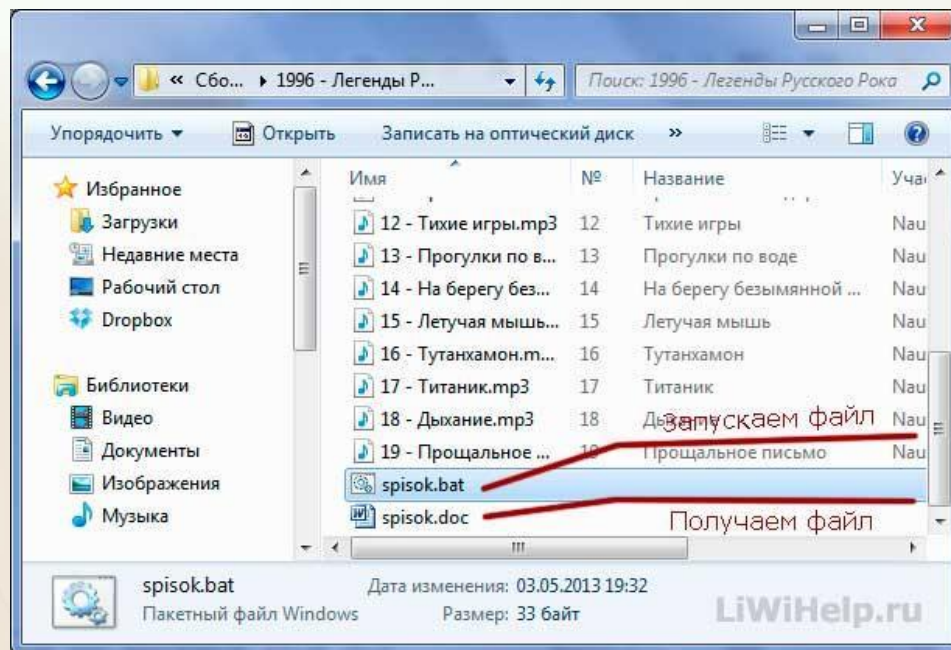 « Сбо... 1996 - Легенды Р...
Поиск: 1996 - Легенды Русского Рока
Упорядочить Открыть Записать на оптический диск »
Избранное
Загрузки
Недавние места
Рабочий стол
Dropbox
Библиотеки
Видео
Документы
Изображения
Музыка
Имя № Название Учас
12 - Тихие игры.mp3 12 Тихие игры Nau
13 - Прогулки по в... 13 Прогулки по воде Nau
14 - На берегу без... 14 На берегу безымянной ... Nau
15 - Летучая мышь... 15 Летучая мышь Nau
16 - Тутанхамон.m... 16 Тутанхамон Nau
17 - Титаник.mp3 17 Титаник Nau
18 - Дыхание.mp3 18 Дыхание Nau
Запускаем файл
19 - Прощальное ... 19 Прощальное письмо Nau
spisok.bat
spisok.doc
Получаем файл
spisok.bat Дата изменения: 03.05.2013 19:32
Пакетный файл Windows Размер: 33 байт
LiWiHelp.ru